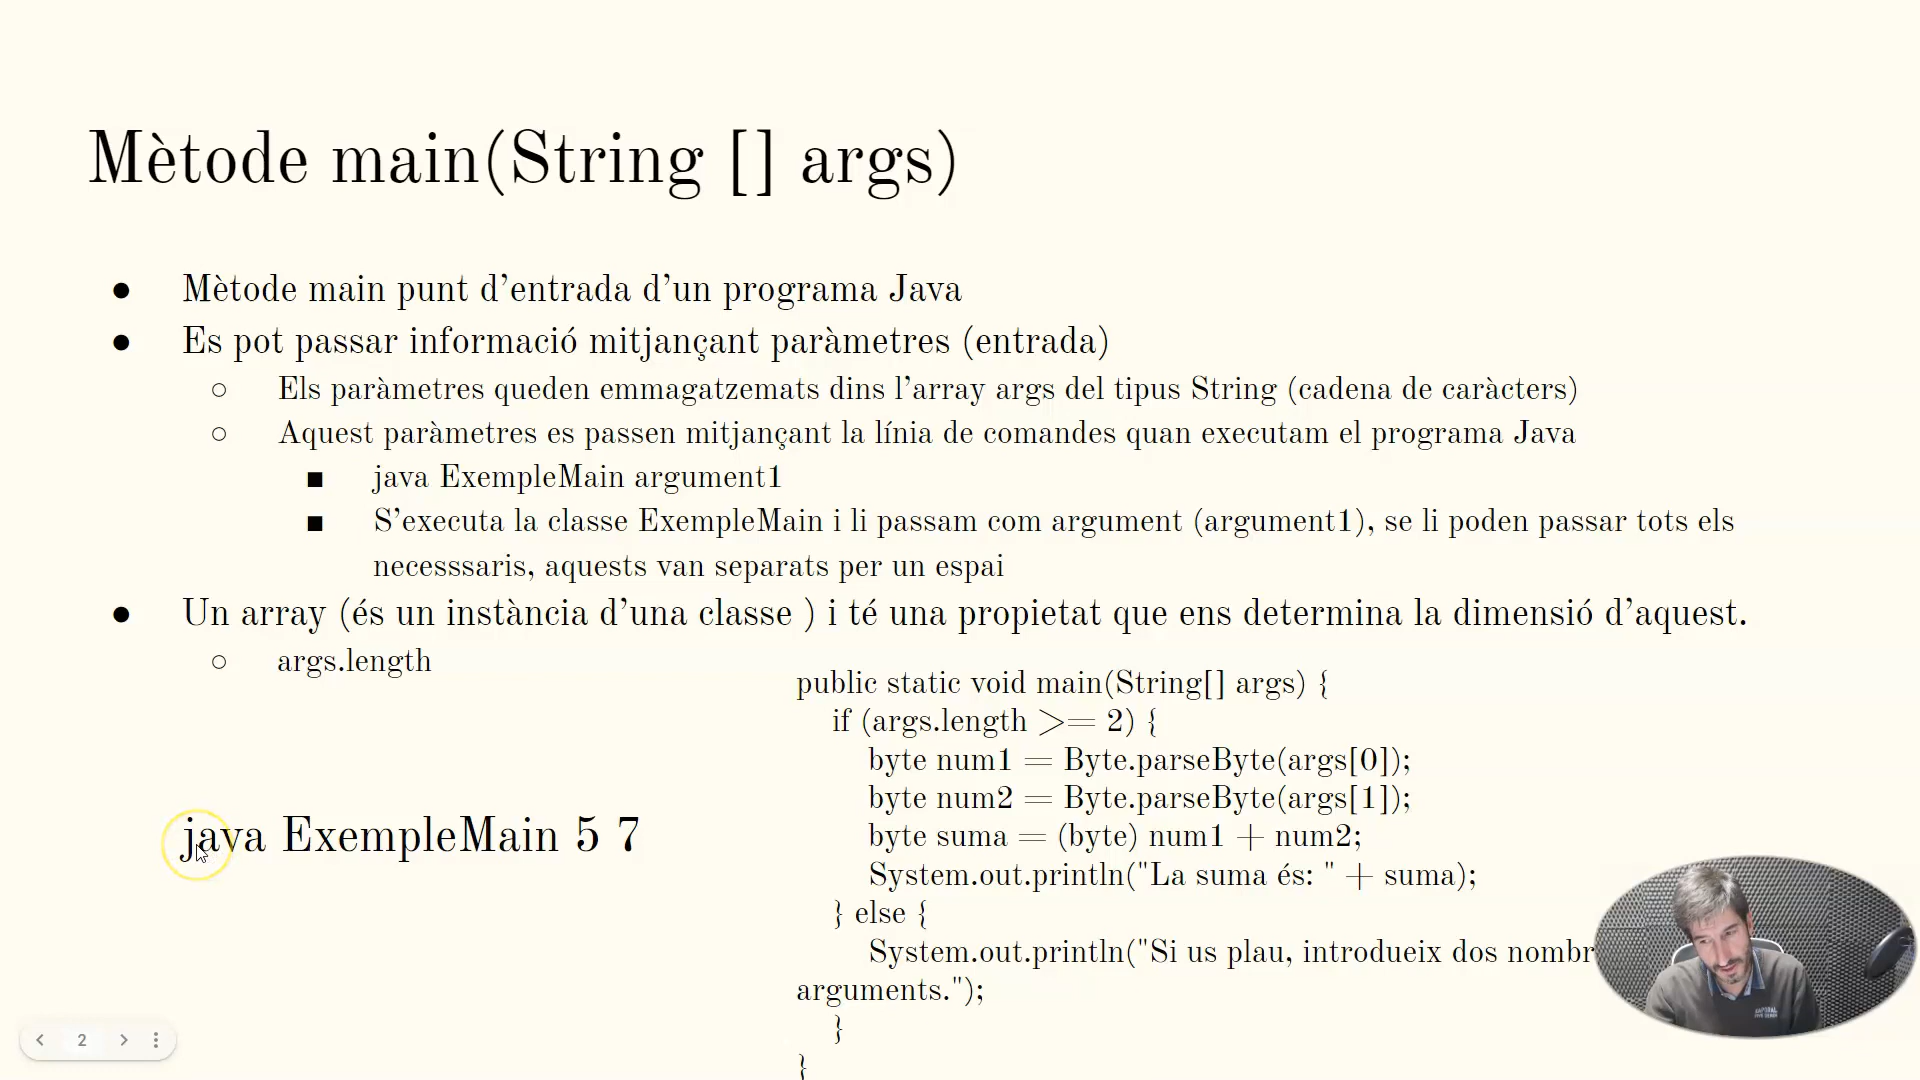 Mètode main(String [] args)
● Mètode main punt d'entrada d'un programa Java
● Es pot passar informació mitjançant paràmetres (entrada)
○ Els paràmetres queden emmagatzemats dins l'array args del tipus String (cadena de caràcters)
○ Aquest paràmetres es passen mitjançant la línia de comandes quan executam el programa Java
■ java ExempleMain argument1
■ S'executa la classe ExempleMain i li passam com argument (argument1), se li poden passar tots els
necesssaris, aquests van separats per un espai
● Un array (és un instància d'una classe ) i té una propietat que ens determina la dimensió d'aquest.
○ args.length
java ExempleMain 5 7
public static void main(String[] args) {
if (args.length >= 2) {
byte num1 = Byte.parseByte(args[0]);
byte num2 = Byte.parseByte(args[1]);
byte suma = (byte) num1 + num2;
System.out.println("La suma és: " + suma);
} else {
System.out.println("Si us plau, introdueix dos nombr
arguments.");
}
}
2